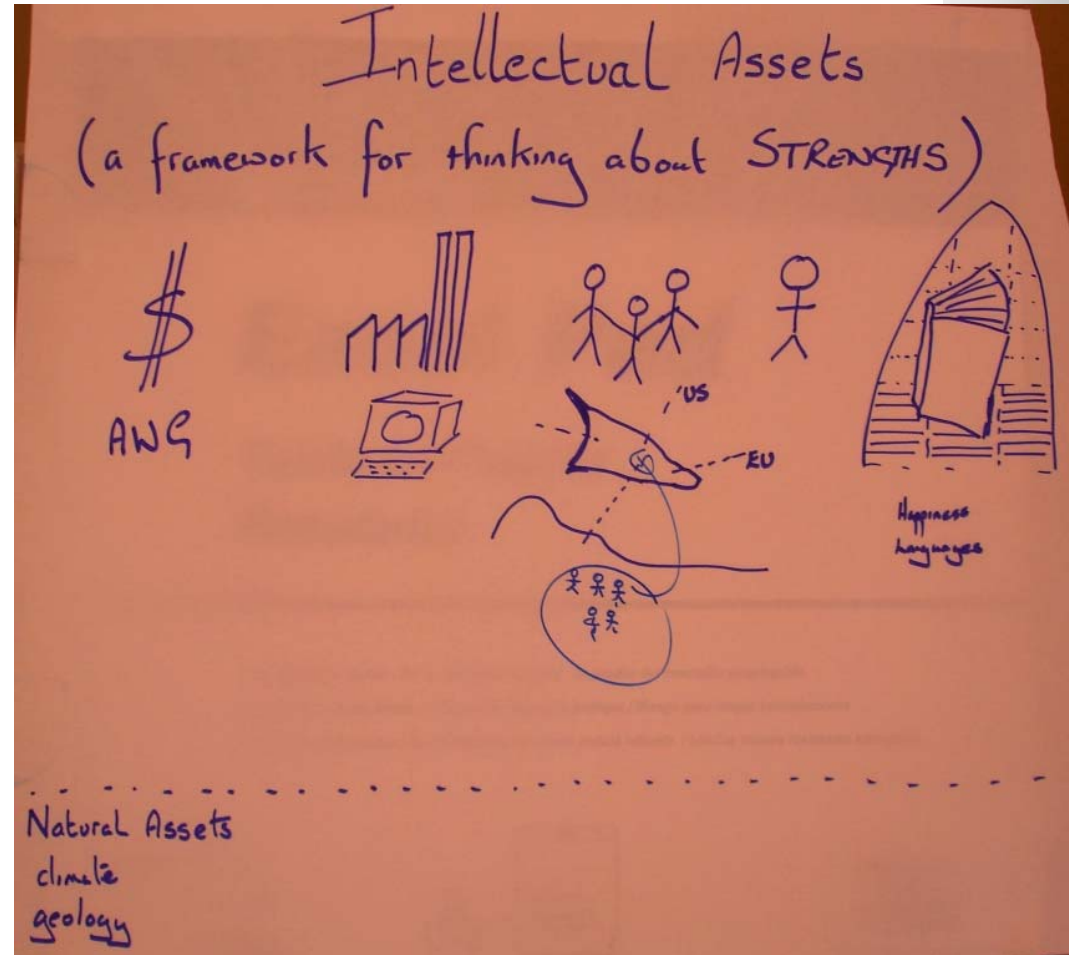 Intellectual Assets
(a framework for thinking about STRENGTHS)
$
AWG
US
EU
Happiness
Languages
Natural Assets
climate
geology